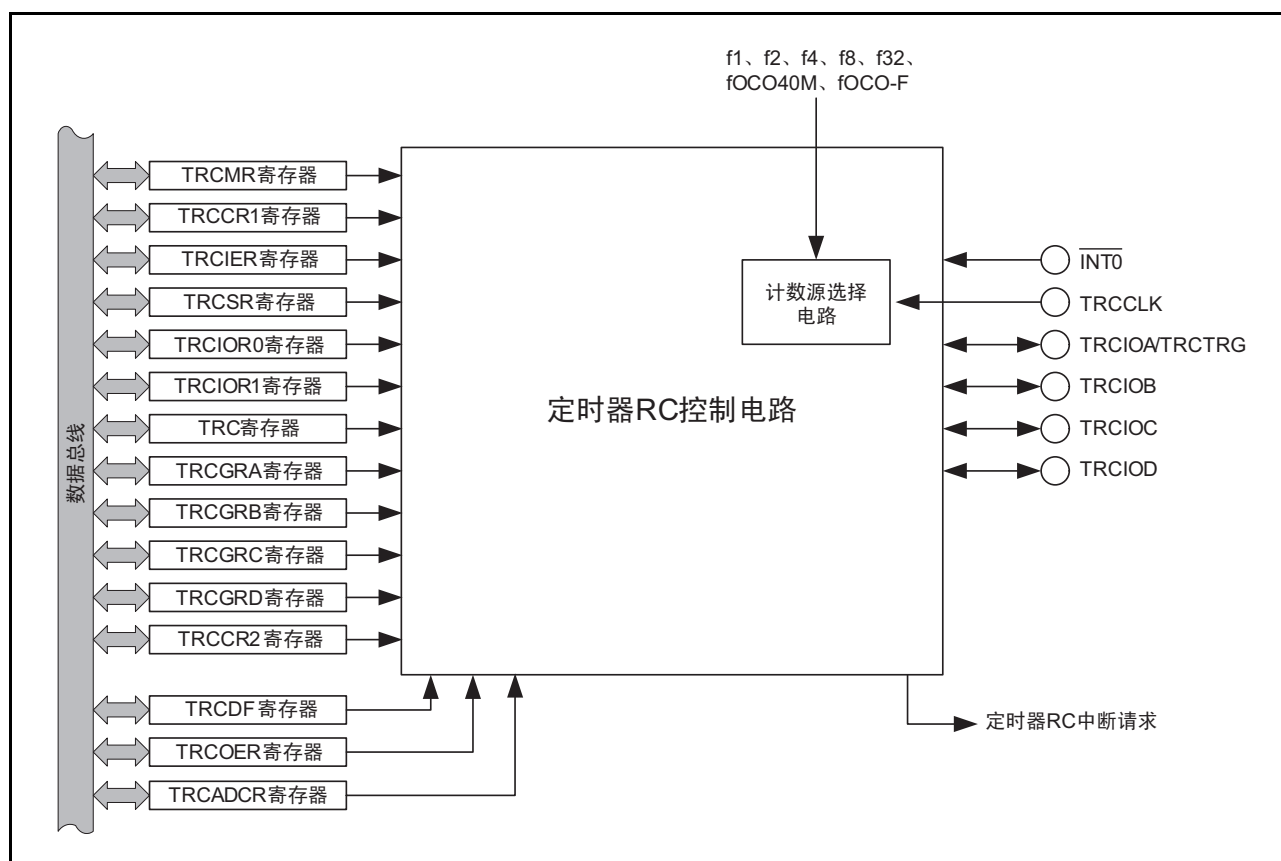 f1、f2、f4、f8、f32、
fOCO40M、fOCO-F
数据总线
TRCMR寄存器
TRCCR1寄存器
TRCIER寄存器
TRCSR寄存器
TRCIOR0寄存器
TRCIOR1寄存器
TRC寄存器
TRCGRA寄存器
TRCGRB寄存器
TRCGRC寄存器
TRCGRD寄存器
TRCCR2寄存器
TRCDF寄存器
TRCOER寄存器
TRCADCR寄存器
计数源选择
电路
定时器RC控制电路
INT0
TRCCLK
TRCIOA/TRCTRG
TRCIOB
TRCIOC
TRCIOD
定时器RC中断请求